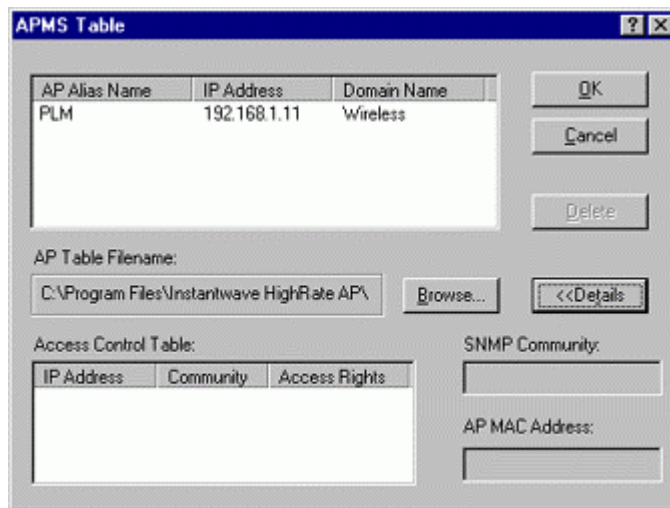 APMS Table
AP Alias Name IP Address Domain Name
PLM 192.168.1.11 Wireless
OK
Cancel
Delete
AP Table Filename:
C:\Program Files\Instantwave HighRate AP\
Browse...
<<Details
Access Control Table:
IP Address Community Access Rights
SNMP Community:
AP MAC Address: